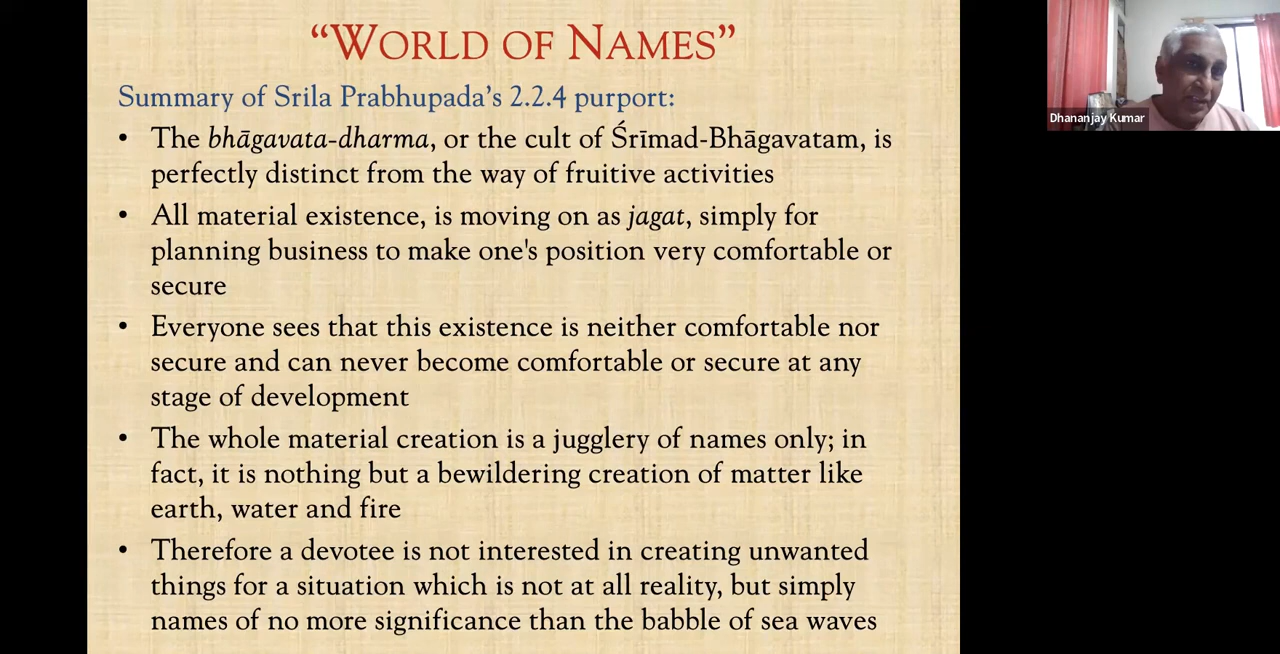 “WORLD OF NAMES”
Summary of Srila Prabhupada’s 2.2.4 purport:
• The bhāgavata-dharma, or the cult of Śrīmad-Bhāgavatam, is
perfectly distinct from the way of fruitive activities
• All material existence, is moving on as jagat, simply for
planning business to make one's position very comfortable or
secure
• Everyone sees that this existence is neither comfortable nor
secure and can never become comfortable or secure at any
stage of development
• The whole material creation is a jugglery of names only; in
fact, it is nothing but a bewildering creation of matter like
earth, water and fire
• Therefore a devotee is not interested in creating unwanted
things for a situation which is not at all reality, but simply
names of no more significance than the babble of sea waves
Dhananjay Kumar